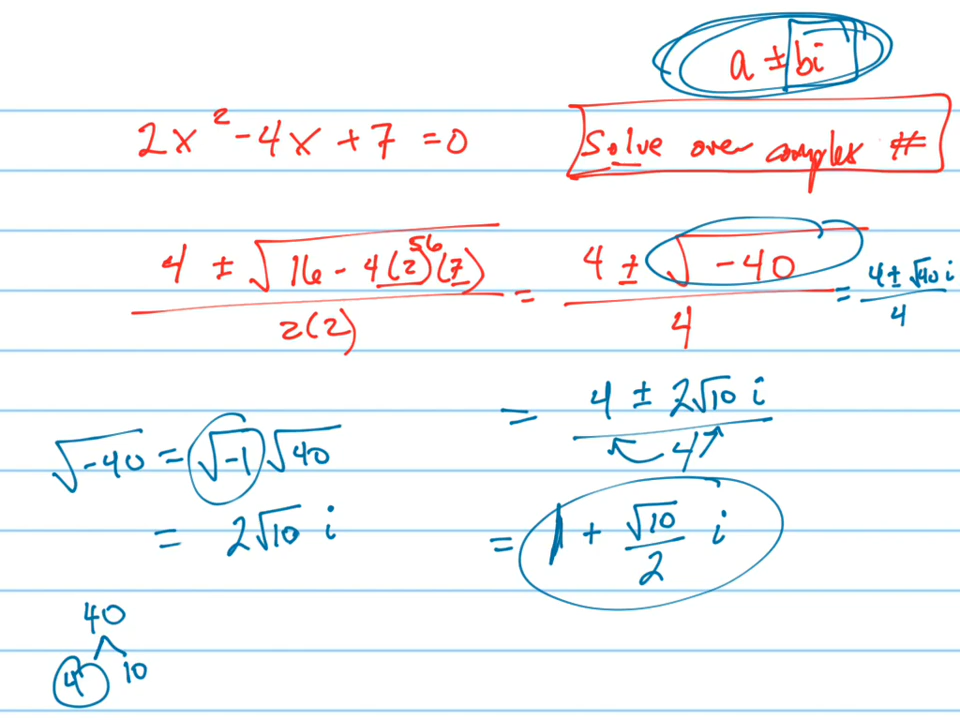 a ± bi
2x² - 4x + 7 = 0
Solve over complex #
4 ± √16 - 4(2)(7) / 2(2) = 4 ± √-40 / 4 = 4 ± √40 i / 4
56
= 4 ± 2√10 i / 4
√-40 = √-1 √40
= 2√10 i
= 1 + √10/2 i
40
4 10